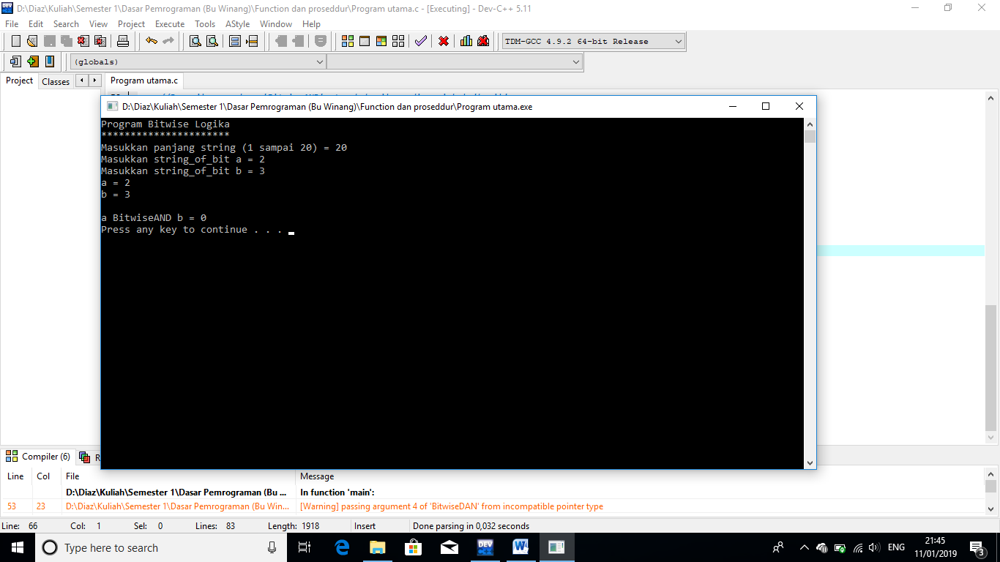 D:\Diaz\Kuliah\Semester 1\Dasar Pemrograman (Bu Winang)\Function dan proseddur\Program utama.c - [Executing] - Dev-C++ 5.11
File Edit Search View Project Execute Tools AStyle Window Help
TDM-GCC 4.9.2 64-bit Release
(globals)
Project Classes Program utama.c
D:\Diaz\Kuliah\Semester 1\Dasar Pemrograman (Bu Winang)\Function dan proseddur\Program utama.exe
Program Bitwise Logika
**********************
Masukkan panjang string (1 sampai 20) = 20
Masukkan string_of_bit a = 2
Masukkan string_of_bit b = 3
a = 2
b = 3
a BitwiseAND b = 0
Press any key to continue . . .
Compiler (6)
Line Col File Message
D:\Diaz\Kuliah\Semester 1\Dasar Pemrograman (Bu ... In function 'main':
53 23 D:\Diaz\Kuliah\Semester 1\Dasar Pemrograman (Bu Win... [Warning] passing argument 4 of 'BitwiseDAN' from incompatible pointer type
Line: 66 Col: 1 Sel: 0 Lines: 83 Length: 1918 Insert Done parsing in 0,032 seconds
Type here to search
ENG
21:45
11/01/2019
3